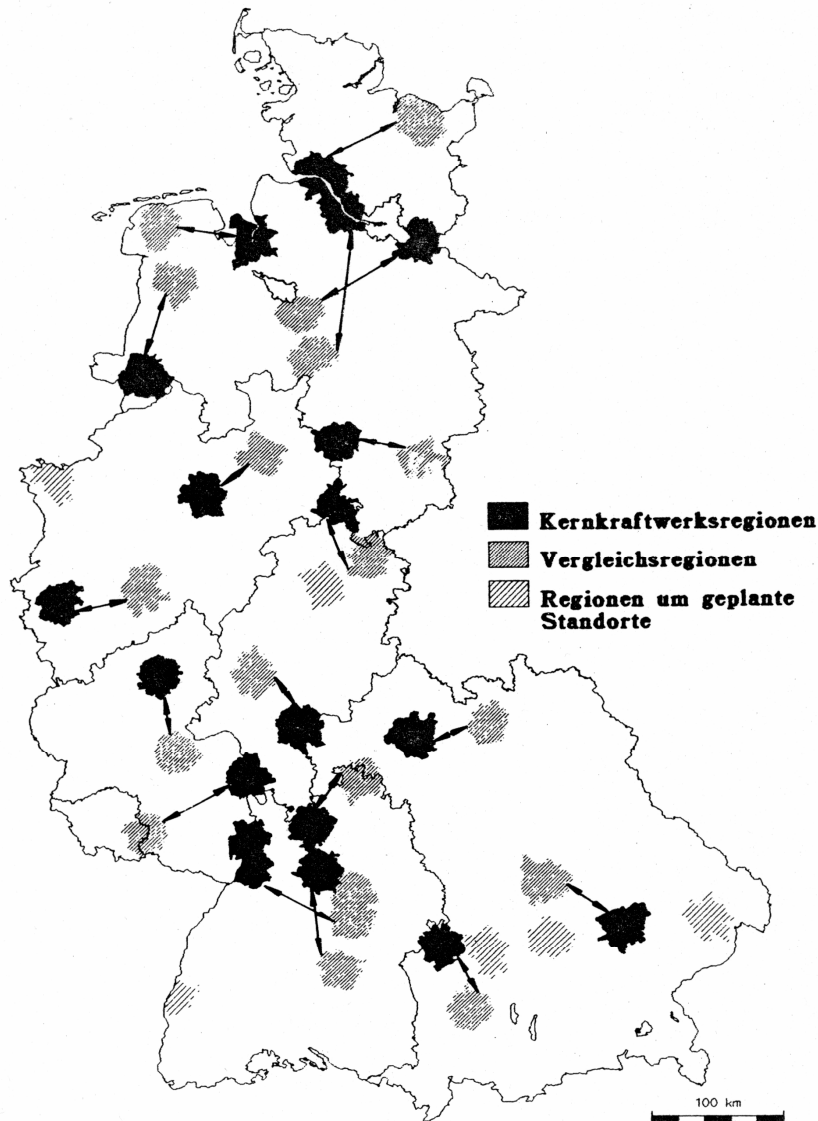 Kernkraftwerksregionen
Vergleichsregionen
Regionen um geplante
Standorte
100 km